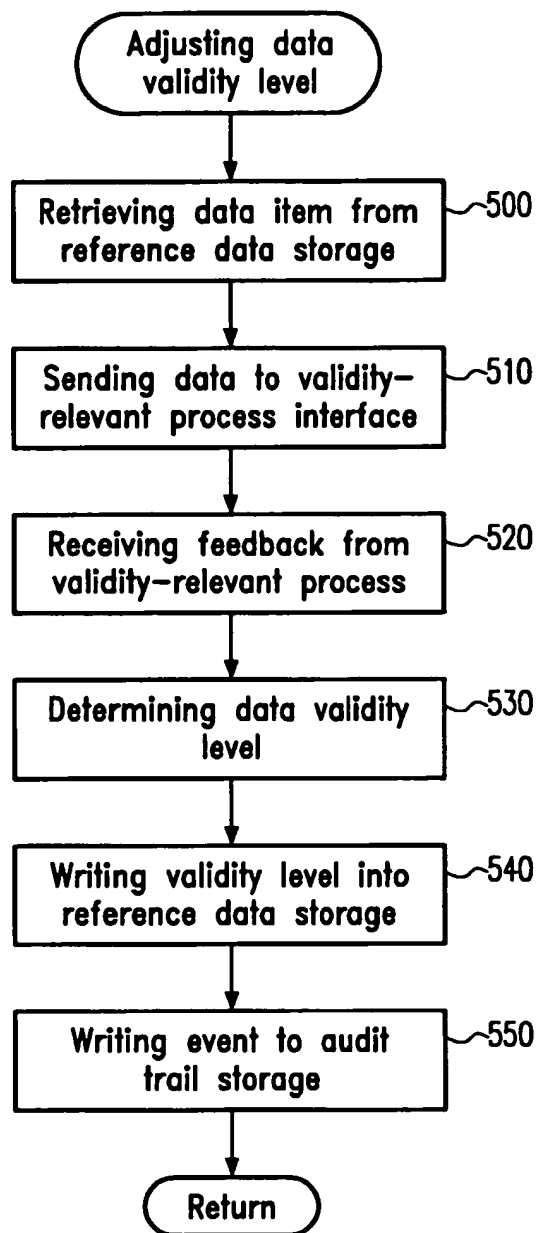 Adjusting data
validity level
Retrieving data item from
reference data storage
500
Sending data to validity-
relevant process interface
510
Receiving feedback from
validity-relevant process
520
Determining data validity
level
530
Writing validity level into
reference data storage
540
Writing event to audit
trail storage
550
Return